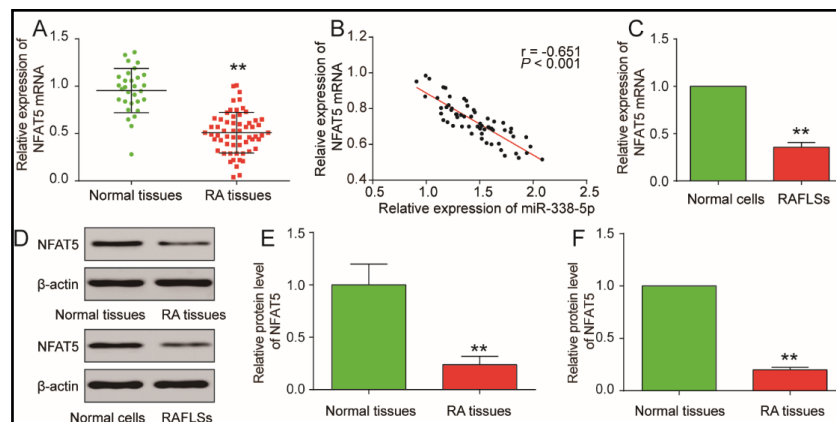 A
Relative expression of
NFAT5 mRNA
1.5
1.0
0.5
0.0
**
Normal tissues
RA tissues
B
Relaive expression of
NFAT5 mRNA
1.2
1.0
0.8
0.6
0.4
r = -0.651
P < 0.001
0.5
1.0
1.5
2.0
2.5
Relative expression of miR-338-5p
C
Relative expression of
NFAT5 mRNA
1.5
1.0
0.5
0.0
**
Normal cells
RAFLSs
D
NFAT5
β-actin
Normal tissues
RA tissues
NFAT5
β-actin
Normal cells
RAFLSs
E
Relative protein level
of NFAT5
1.5
1.0
0.5
0.0
**
Normal tissues
RA tissues
F
Relative protein level
of NFAT5
1.5
1.0
0.5
0.0
**
Normal tissues
RA tissues